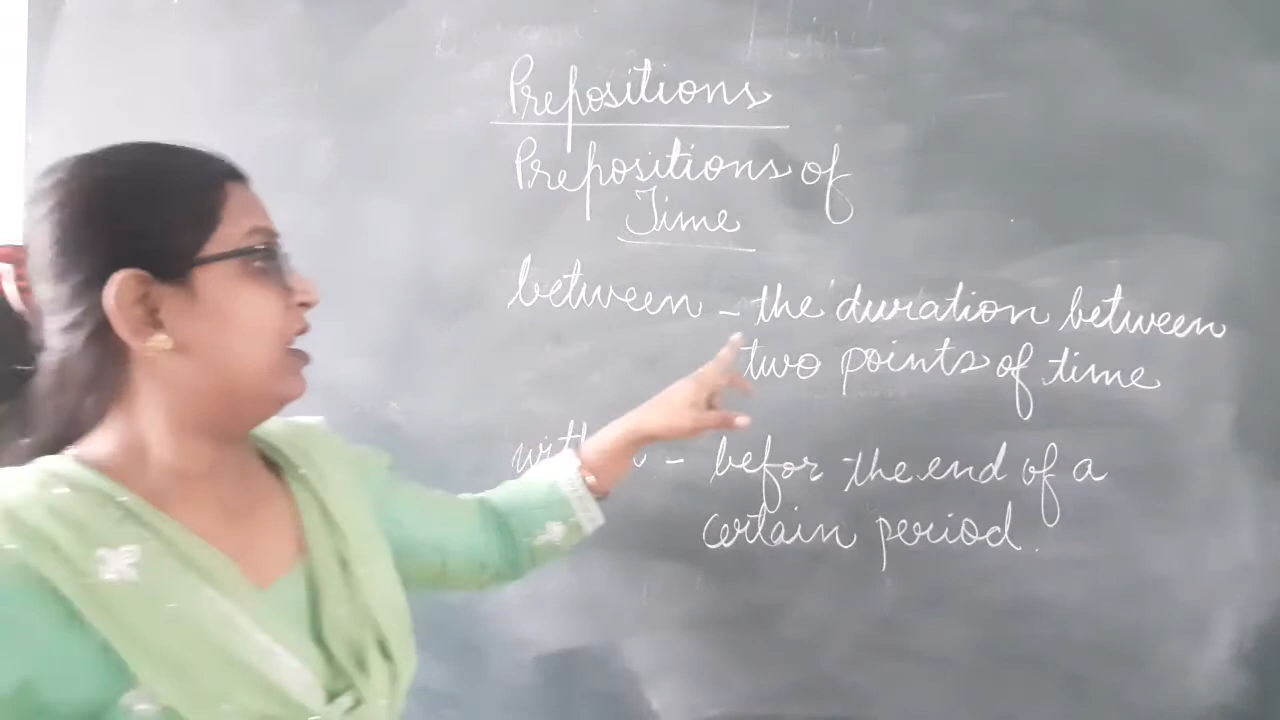 Prepositions
Prepositions of
Time
between - the duration between
two points of time
- befor the end of a
certain period.